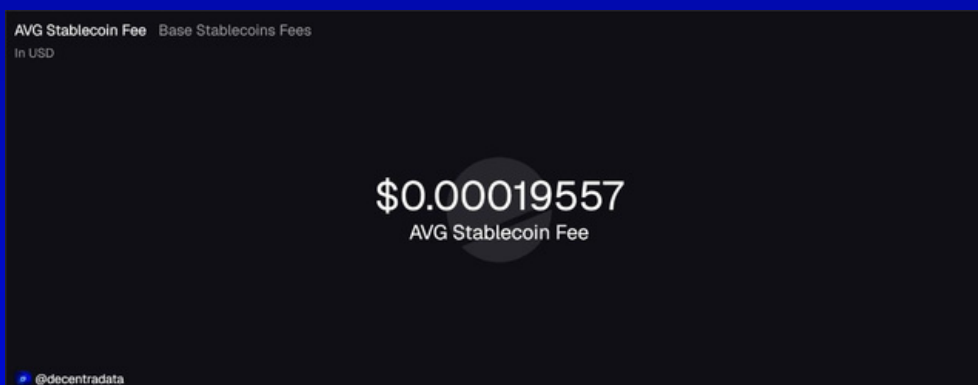 AVG Stablecoin Fee Base Stablecoins Fees
In USD
$0.00019557
AVG Stablecoin Fee
@decentradata